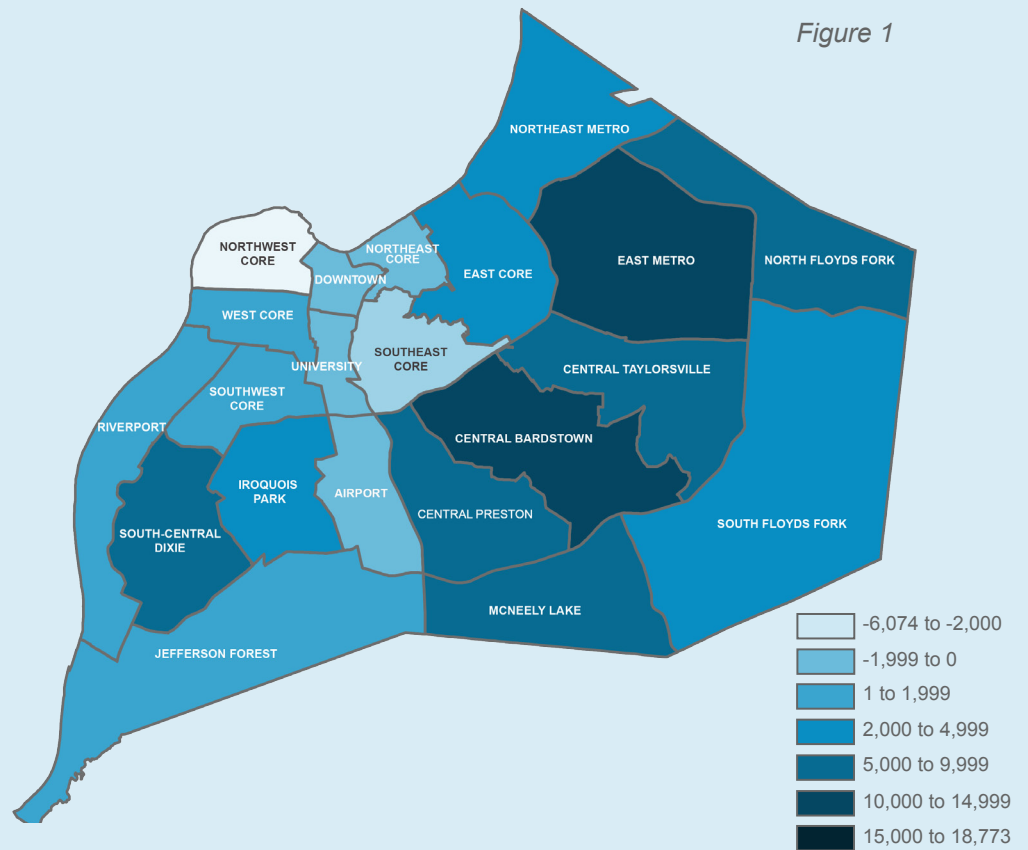 Figure 1
NORTHEAST METRO
NORTHWEST
CORE
NORTHEAST
CORE
DOWNTOWN
EAST CORE
EAST METRO
NORTH FLOYDS FORK
WEST CORE
UNIVERSITY
SOUTHEAST
CORE
CENTRAL TAYLORSVILLE
SOUTHWEST
CORE
RIVERPORT
CENTRAL BARDSTOWN
IROQUOIS
PARK
AIRPORT
CENTRAL PRESTON
SOUTH FLOYDS FORK
SOUTH-CENTRAL
DIXIE
MCNEELY LAKE
JEFFERSON FOREST
-6,074 to -2,000
-1,999 to 0
1 to 1,999
2,000 to 4,999
5,000 to 9,999
10,000 to 14,999
15,000 to 18,773